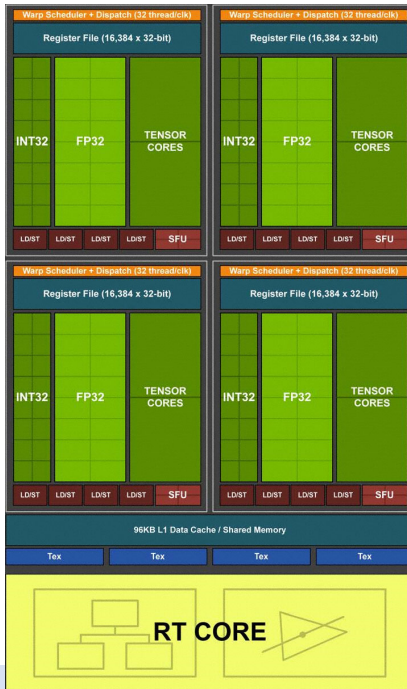 Warp Scheduler + Dispatch (32 thread/clk)
Register File (16,384 x 32-bit)
INT32 FP32 TENSOR CORES
LD/ST LD/ST LD/ST LD/ST SFU
Warp Scheduler + Dispatch (32 thread/clk)
Register File (16,384 x 32-bit)
INT32 FP32 TENSOR CORES
LD/ST LD/ST LD/ST LD/ST SFU
Warp Scheduler + Dispatch (32 thread/clk)
Register File (16,384 x 32-bit)
INT32 FP32 TENSOR CORES
LD/ST LD/ST LD/ST LD/ST SFU
Warp Scheduler + Dispatch (32 thread/clk)
Register File (16,384 x 32-bit)
INT32 FP32 TENSOR CORES
LD/ST LD/ST LD/ST LD/ST SFU
96KB L1 Data Cache / Shared Memory
Tex Tex Tex Tex
RT CORE